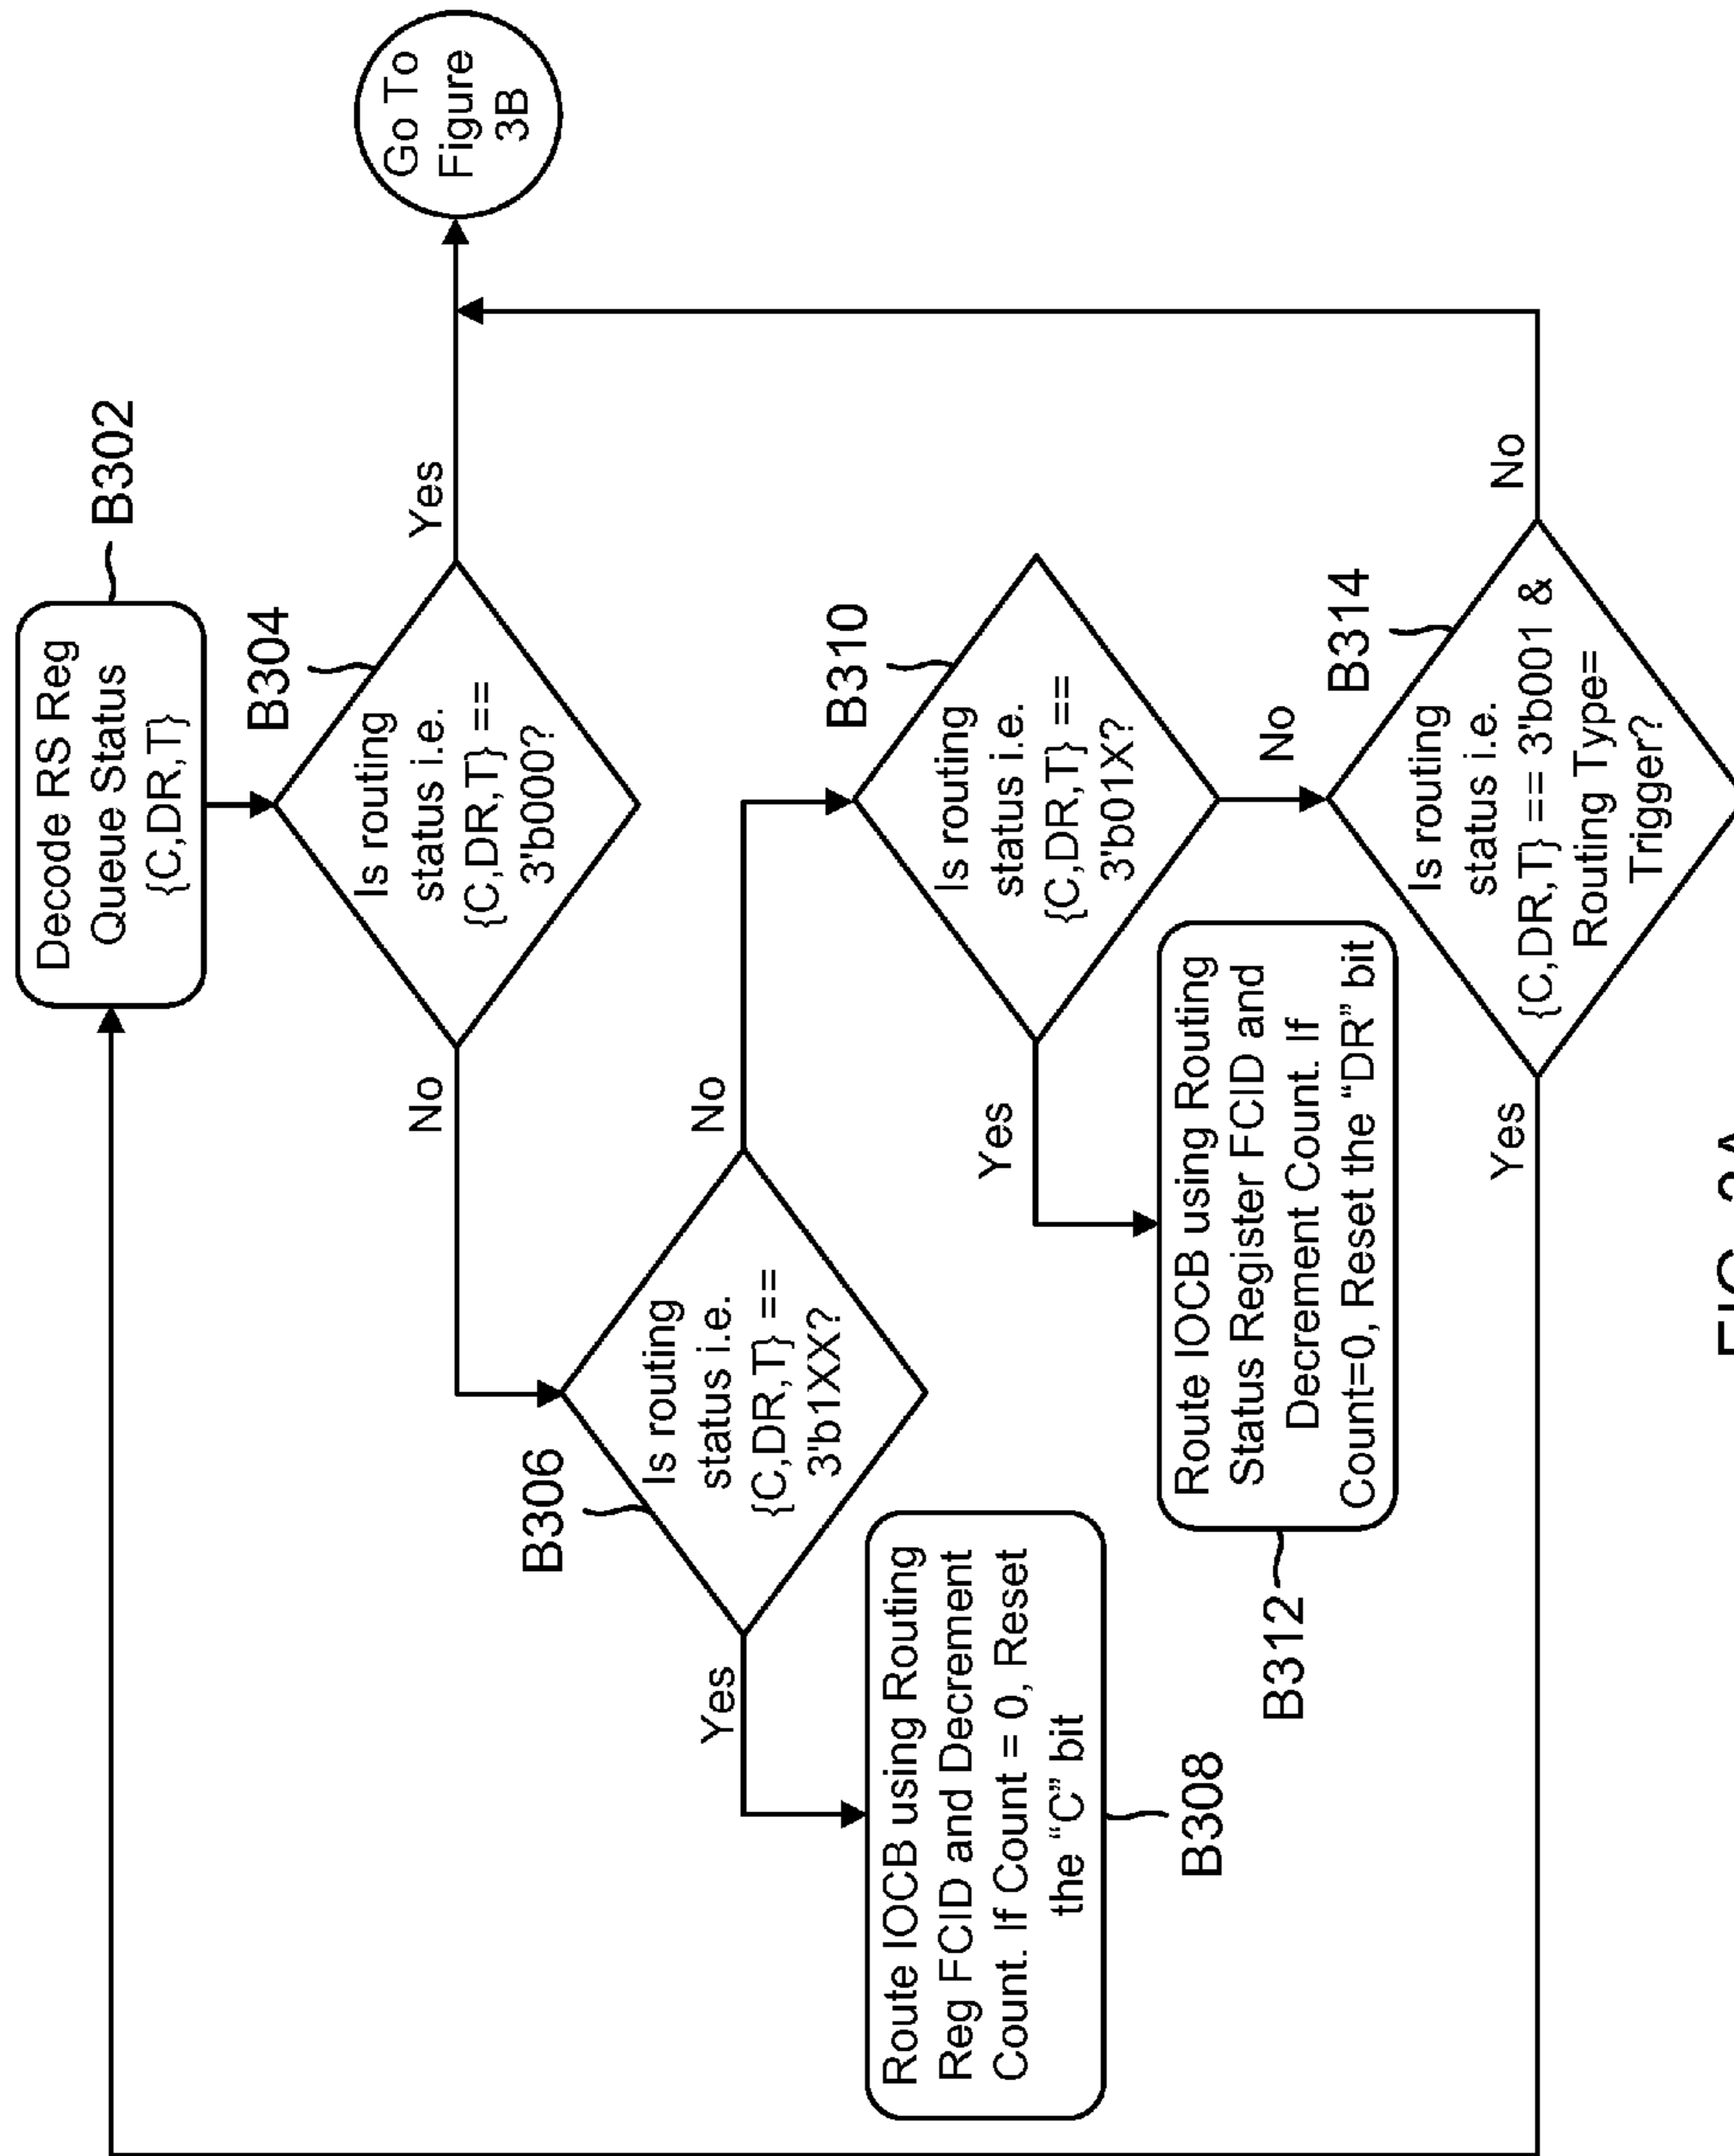 Decode RS Reg
Queue Status
{C,DR,T}
B302
B304
Is routing
status i.e.
{C,DR,T} ==
3'b000?
Yes
Go To
Figure
3B
No
B306
Is routing
status i.e.
{C,DR,T} ==
3'b1XX?
Yes
No
Route IOCB using Routing
Reg FCID and Decrement
Count. If Count = 0, Reset
the “C” bit
B308
B310
Is routing
status i.e.
{C,DR,T} ==
3'b01X?
Yes
No
Route IOCB using Routing
Status Register FCID and
Decrement Count. If
Count=0, Reset the “DR” bit
B312
B314
Is routing
status i.e.
{C,DR,T} == 3'b001 &
Routing Type=
Trigger?
Yes
No
FIG.